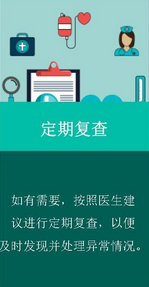 定期复查
如有需要，按照医生建
议进行定期复查，以便
及时发现并处理异常情况。